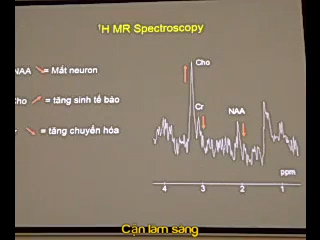 ¹H MR Spectroscopy
NAA = Mất neuron
Cho = tăng sinh tế bào
= tăng chuyển hóa
Cho
Cr
NAA
ppm
4 3 2 1
Cận lâm sàng